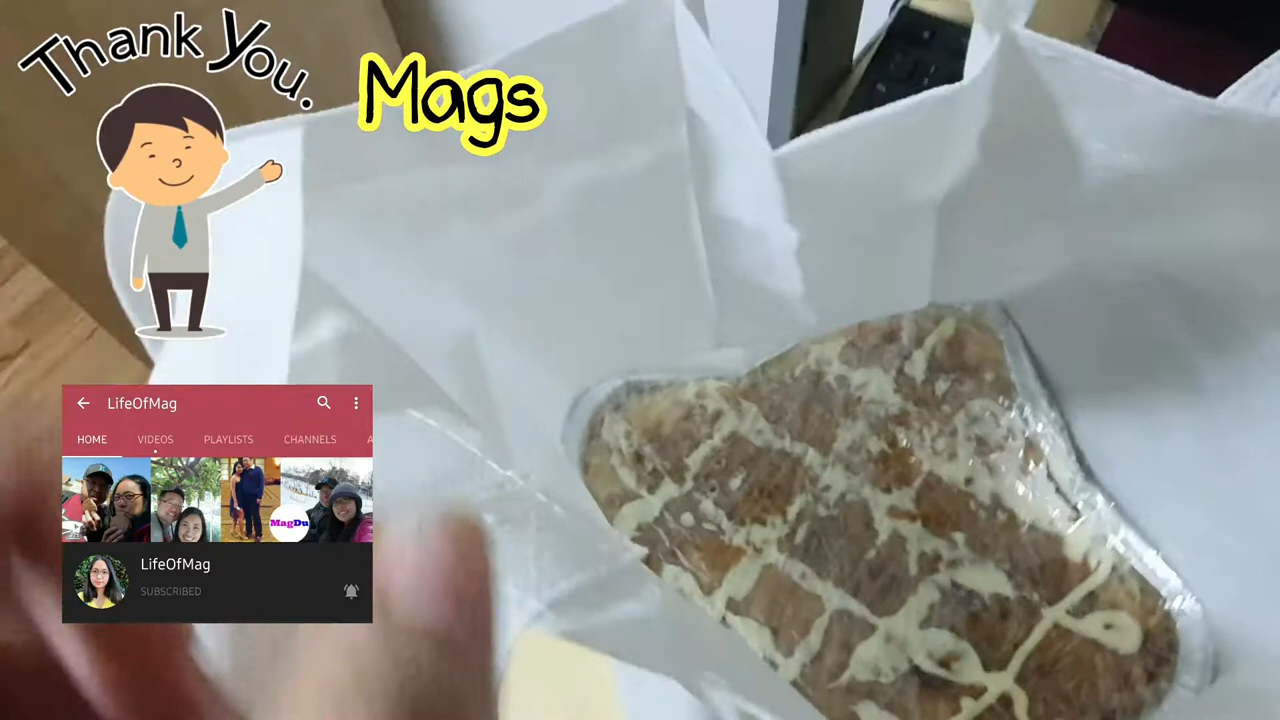 Thank You.
Mags
LifeOfMag
HOME VIDEOS PLAYLISTS CHANNELS A
MagDu
LifeOfMag
SUBSCRIBED